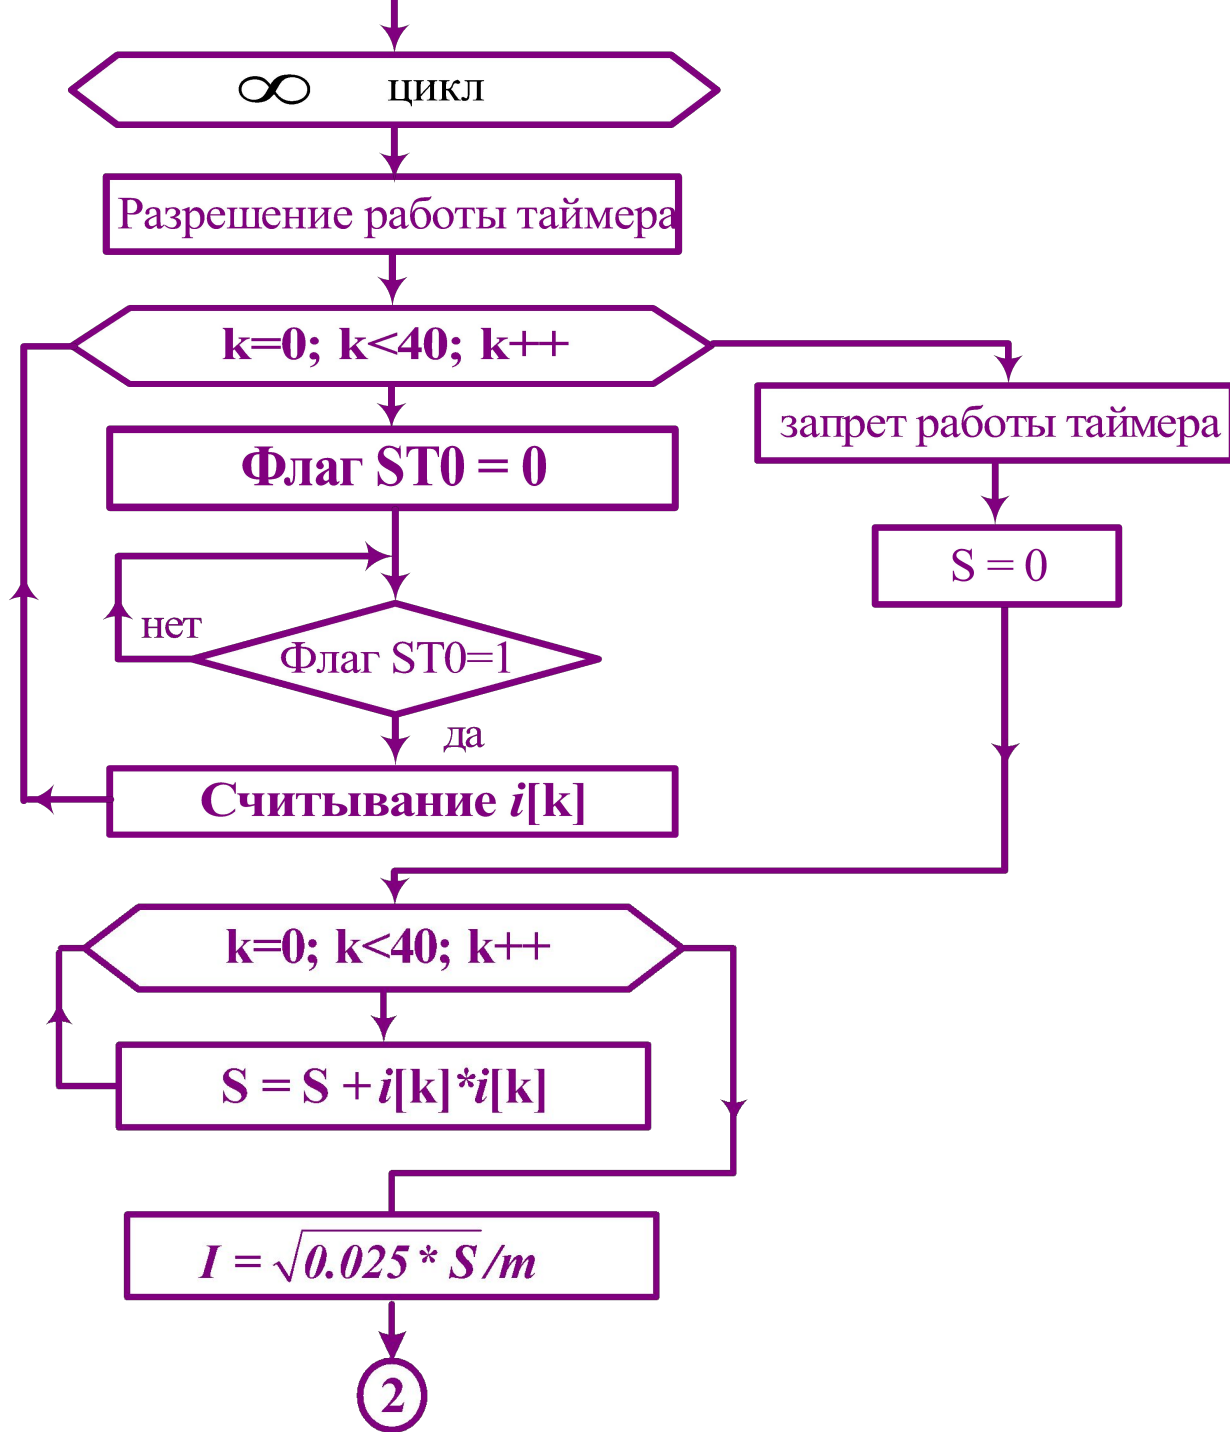 ∞ цикл
Разрешение работы таймера
k=0; k<40; k++
запрет работы таймера
Флаг ST0 = 0
S = 0
нет
Флаг ST0=1
да
Считывание i[k]
k=0; k<40; k++
S = S + i[k]*i[k]
I = √0.025 * S /m
2